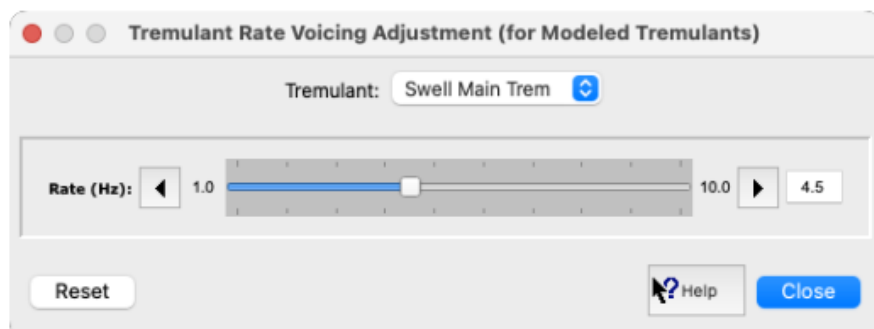 Tremulant Rate Voicing Adjustment (for Modeled Tremulants)
Tremulant: Swell Main Trem
Rate (Hz): 1.0 10.0 4.5
Reset ? Help Close